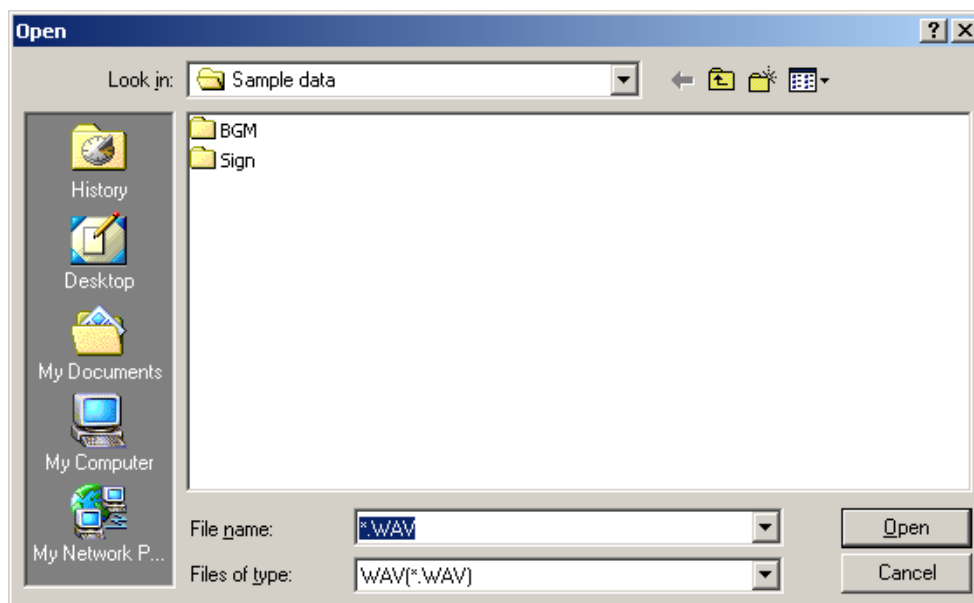 Open
Look in: Sample data
BGM
Sign
History
Desktop
My Documents
My Computer
My Network P...
File name: *.WAV
Open
Files of type: WAV(*.WAV)
Cancel